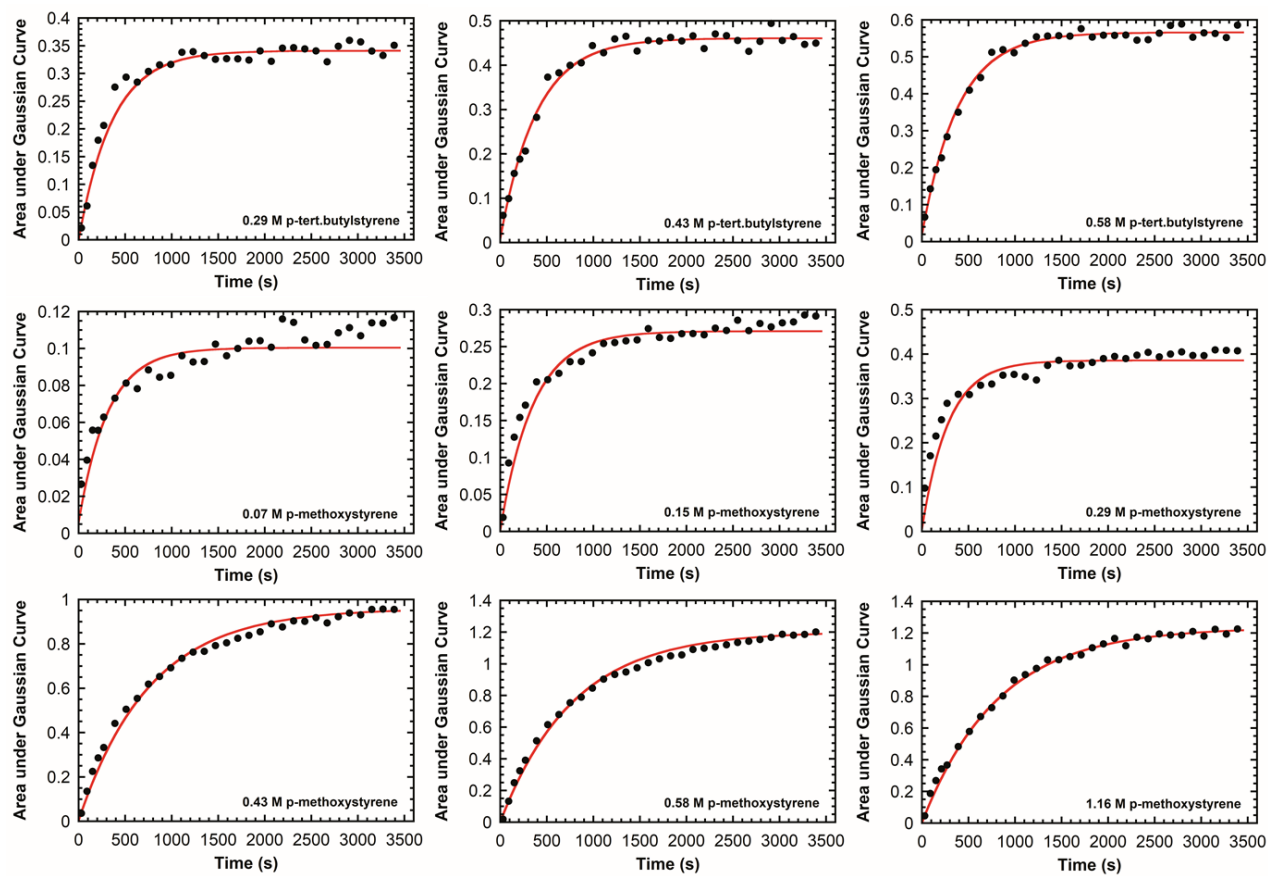 Area under Gaussian Curve
0.4
0.35
0.3
0.25
0.2
0.15
0.1
0.05
0
0.29 M p-tert.butylstyrene
0 500 1000 1500 2000 2500 3000 3500
Time (s)
Area under Gaussian Curve
0.5
0.4
0.3
0.2
0.1
0
0.43 M p-tert.butylstyrene
0 500 1000 1500 2000 2500 3000 3500
Time (s)
Area under Gaussian Curve
0.6
0.5
0.4
0.3
0.2
0.1
0
0.58 M p-tert.butylstyrene
0 500 1000 1500 2000 2500 3000 3500
Time (s)
Area under Gaussian Curve
0.12
0.1
0.08
0.06
0.04
0.02
0
0.07 M p-methoxystyrene
0 500 1000 1500 2000 2500 3000 3500
Time (s)
Area under Gaussian Curve
0.3
0.25
0.2
0.15
0.1
0.05
0
0.15 M p-methoxystyrene
0 500 1000 1500 2000 2500 3000 3500
Time (s)
Area under Gaussian Curve
0.5
0.4
0.3
0.2
0.1
0
0.29 M p-methoxystyrene
0 500 1000 1500 2000 2500 3000 3500
Time (s)
Area under Gaussian Curve
1
0.8
0.6
0.4
0.2
0
0.43 M p-methoxystyrene
0 500 1000 1500 2000 2500 3000 3500
Time (s)
Area under Gaussian Curve
1.4
1.2
1
0.8
0.6
0.4
0.2
0
0.58 M p-methoxystyrene
0 500 1000 1500 2000 2500 3000 3500
Time (s)
Area under Gaussian Curve
1.4
1.2
1
0.8
0.6
0.4
0.2
0
1.16 M p-methoxystyrene
0 500 1000 1500 2000 2500 3000 3500
Time (s)